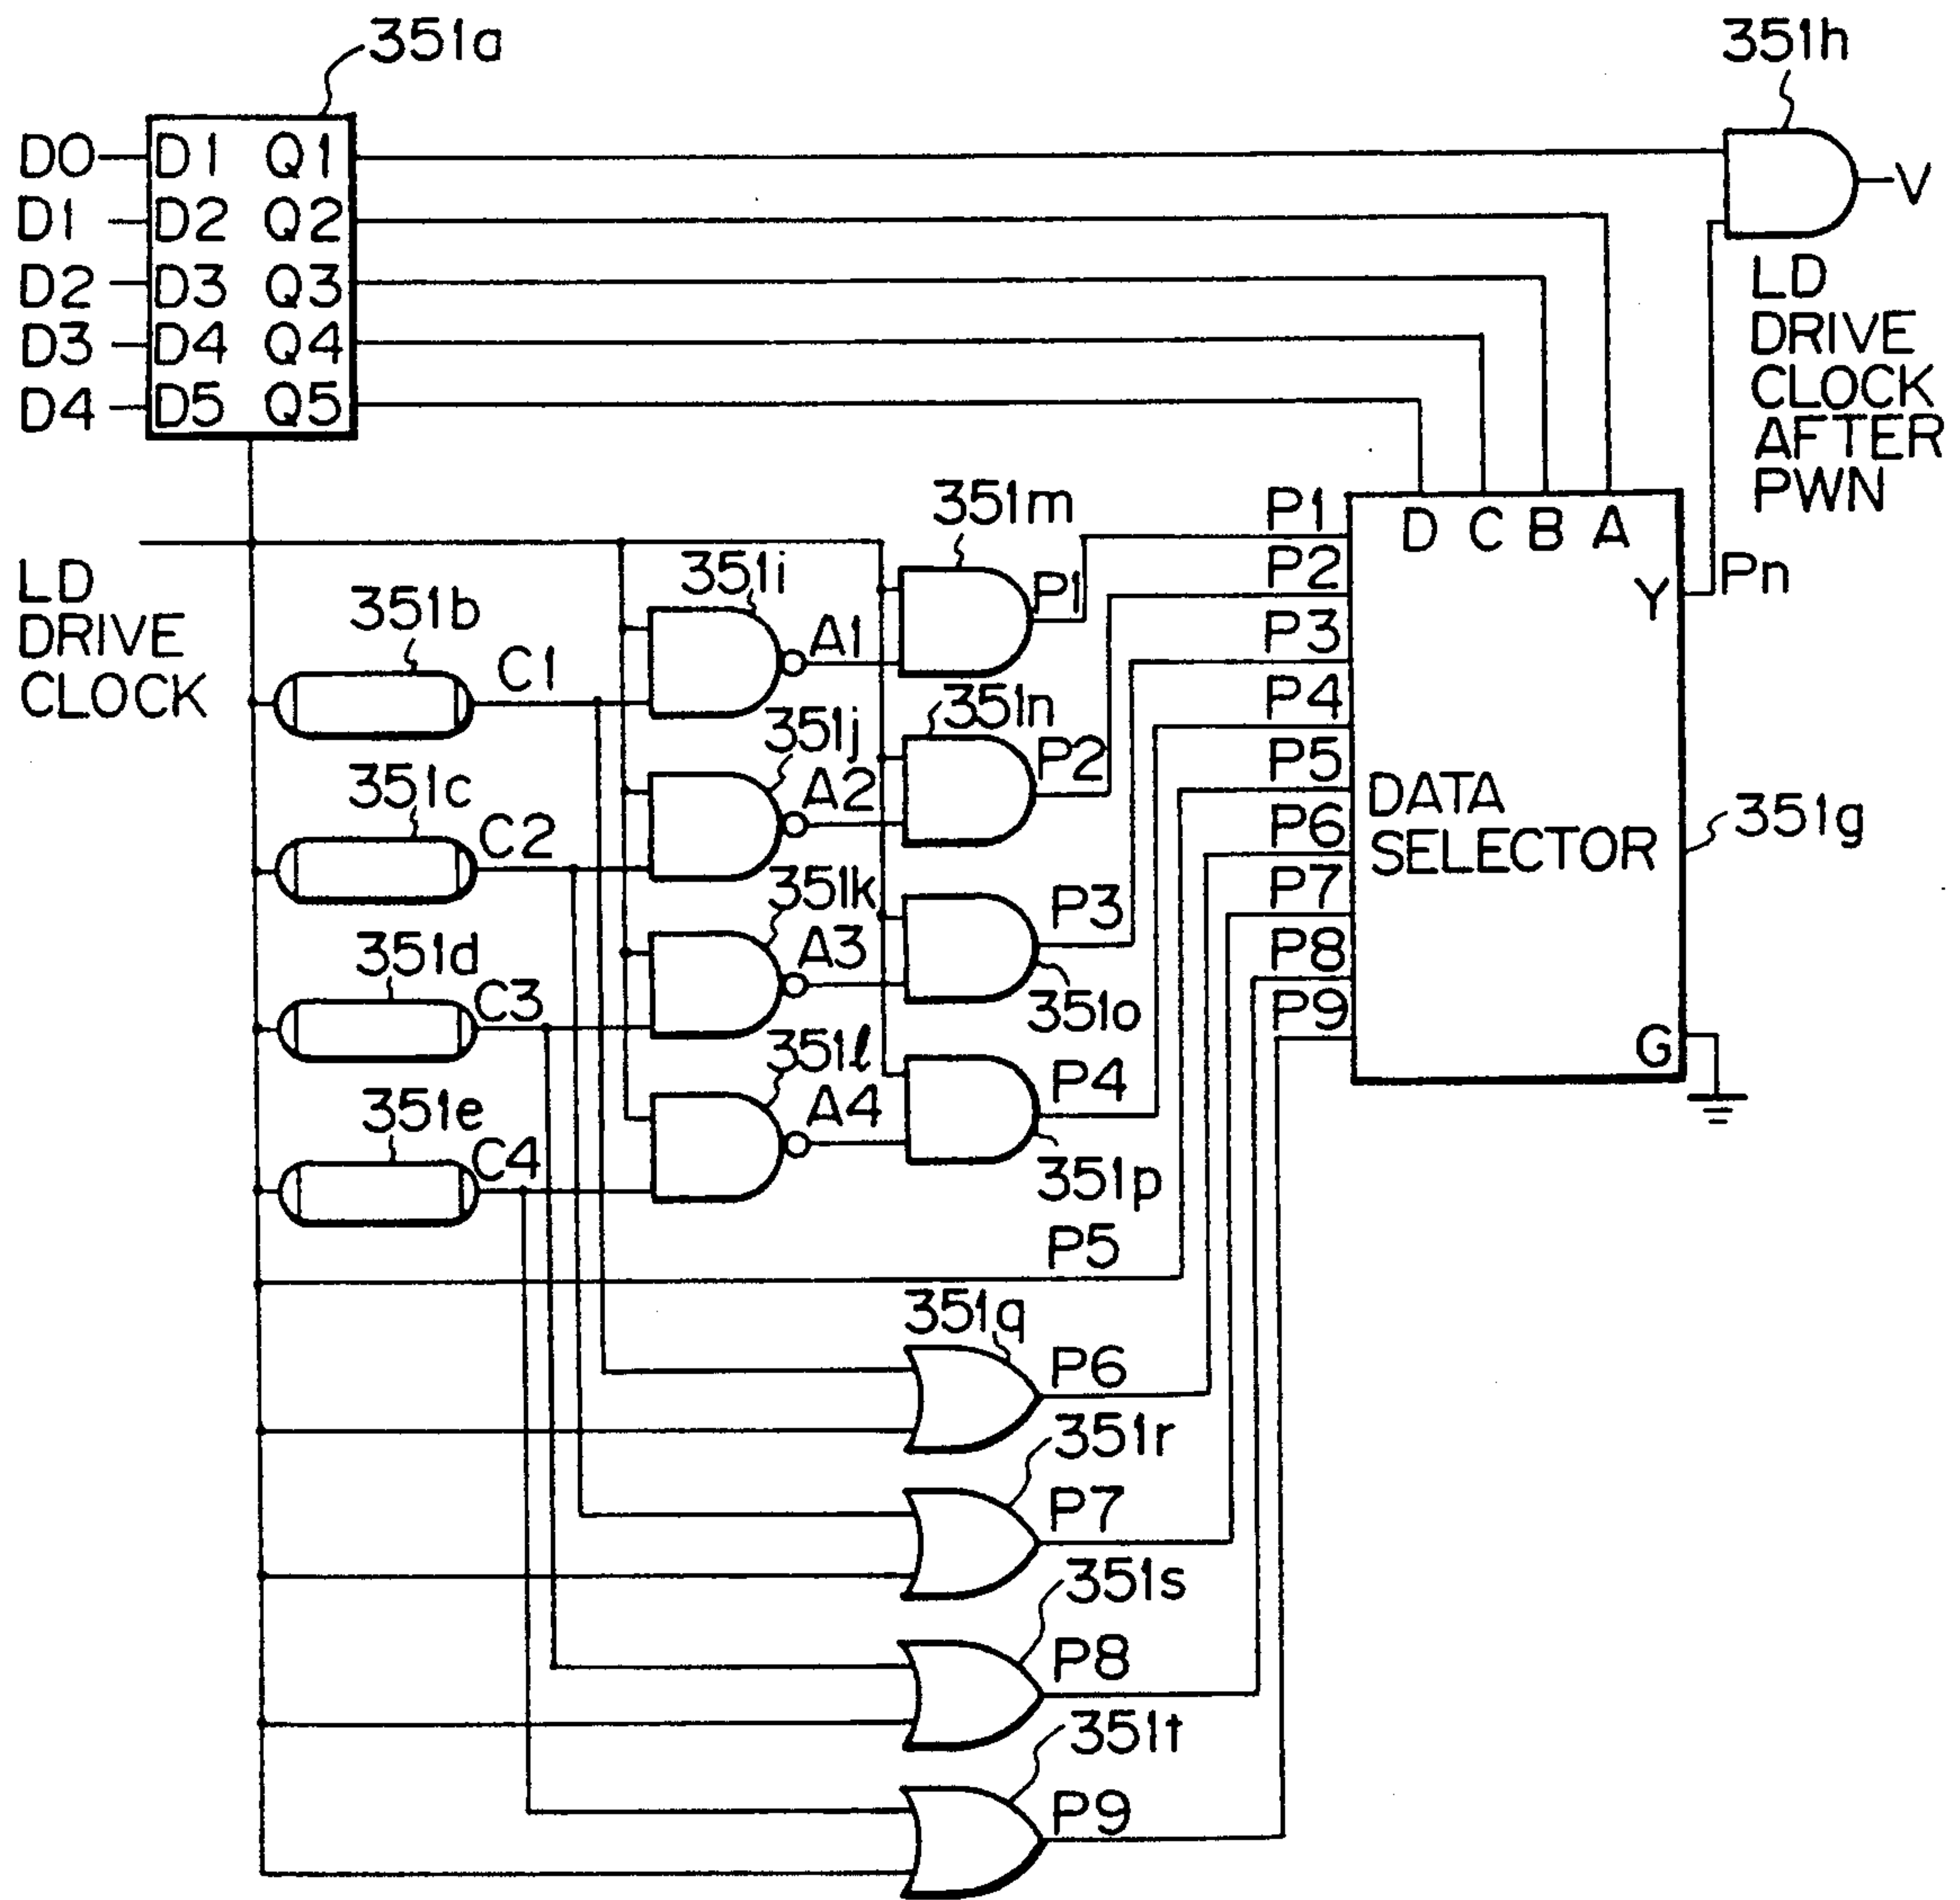 351a
351h
D0 D1 Q1
D1 D2 Q2
D2 D3 Q3
D3 D4 Q4
D4 D5 Q5
V
LD
DRIVE
CLOCK
AFTER
PWN
LD
DRIVE
CLOCK
351b
C1
351c
C2
351d
C3
351e
C4
351i
A1
351j
A2
351k
A3
351l
A4
351m
P1
351n
P2
P3
351o
P4
351p
P5
351q
P6
351r
P7
351s
P8
351t
P9
P1
P2
P3
P4
P5
P6
P7
P8
P9
D C B A
Y
Pn
DATA
SELECTOR
351g
G